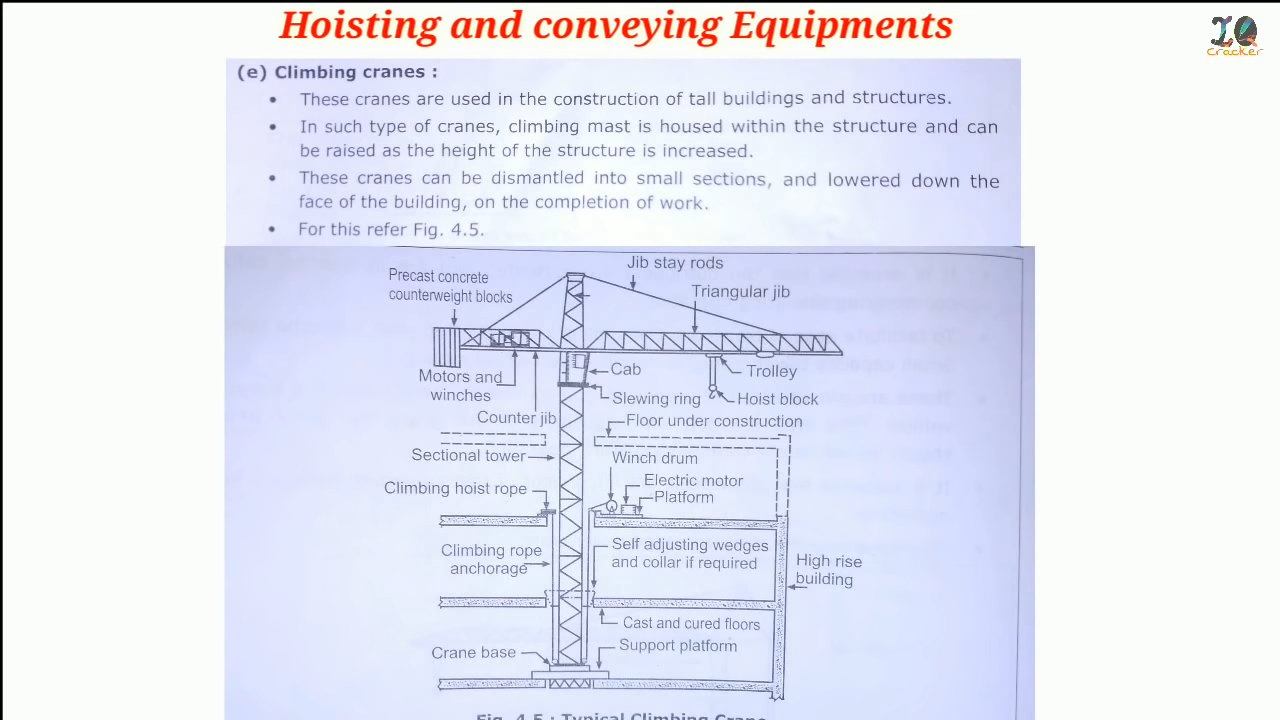 Hoisting and conveying Equipments
IQ
Cracker
(e) Climbing cranes :
• These cranes are used in the construction of tall buildings and structures.
• In such type of cranes, climbing mast is housed within the structure and can
be raised as the height of the structure is increased.
• These cranes can be dismantled into small sections, and lowered down the
face of the building, on the completion of work.
• For this refer Fig. 4.5.
Jib stay rods
Precast concrete
counterweight blocks
Triangular jib
Cab
Trolley
Motors and
winches
Slewing ring
Hoist block
Counter jib
Floor under construction
Sectional tower
Winch drum
Electric motor
Climbing hoist rope
Platform
Self adjusting wedges
and collar if required
Climbing rope
anchorage
High rise
building
Cast and cured floors
Support platform
Crane base
Fig. 4.5 : Typical Climbing Crane